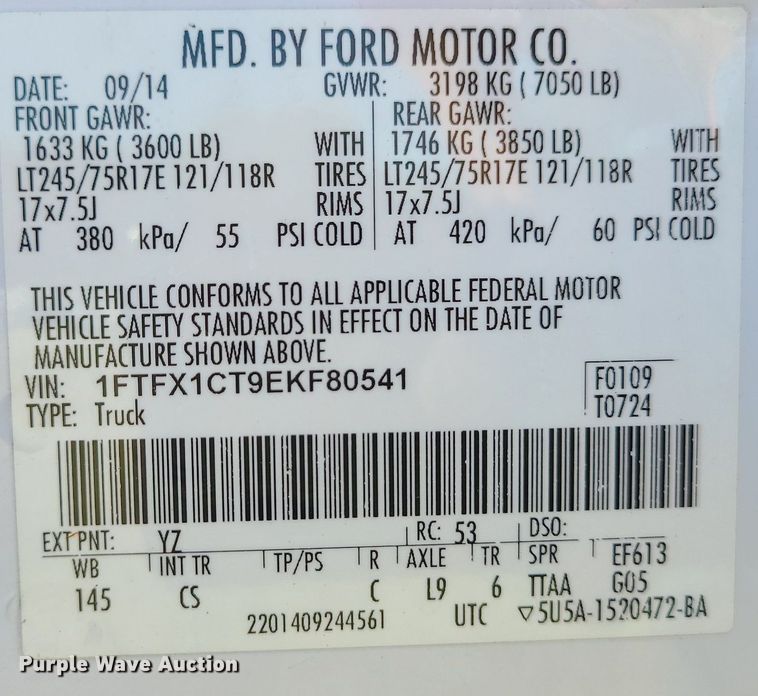 MFD. BY FORD MOTOR CO.
DATE: 09/14 GVWR: 3198 KG ( 7050 LB)
FRONT GAWR: REAR GAWR:
1633 KG ( 3600 LB) WITH 1746 KG ( 3850 LB) WITH
LT245/75R17E 121/118R TIRES LT245/75R17E 121/118R TIRES
17x7.5J RIMS 17x7.5J RIMS
AT 380 kPa/ 55 PSI COLD AT 420 kPa/ 60 PSI COLD
THIS VEHICLE CONFORMS TO ALL APPLICABLE FEDERAL MOTOR
VEHICLE SAFETY STANDARDS IN EFFECT ON THE DATE OF
MANUFACTURE SHOWN ABOVE.
VIN: 1FTFX1CT9EKF80541 F0109
TYPE: Truck T0724
EXT PNT: YZ RC: 53 DSO:
WB INT TR TP/PS R AXLE TR SPR EF613
145 CS C L9 6 TTAA G05
2201409244561 UTC ▽5U5A-1520472-BA
Purple Wave Auction